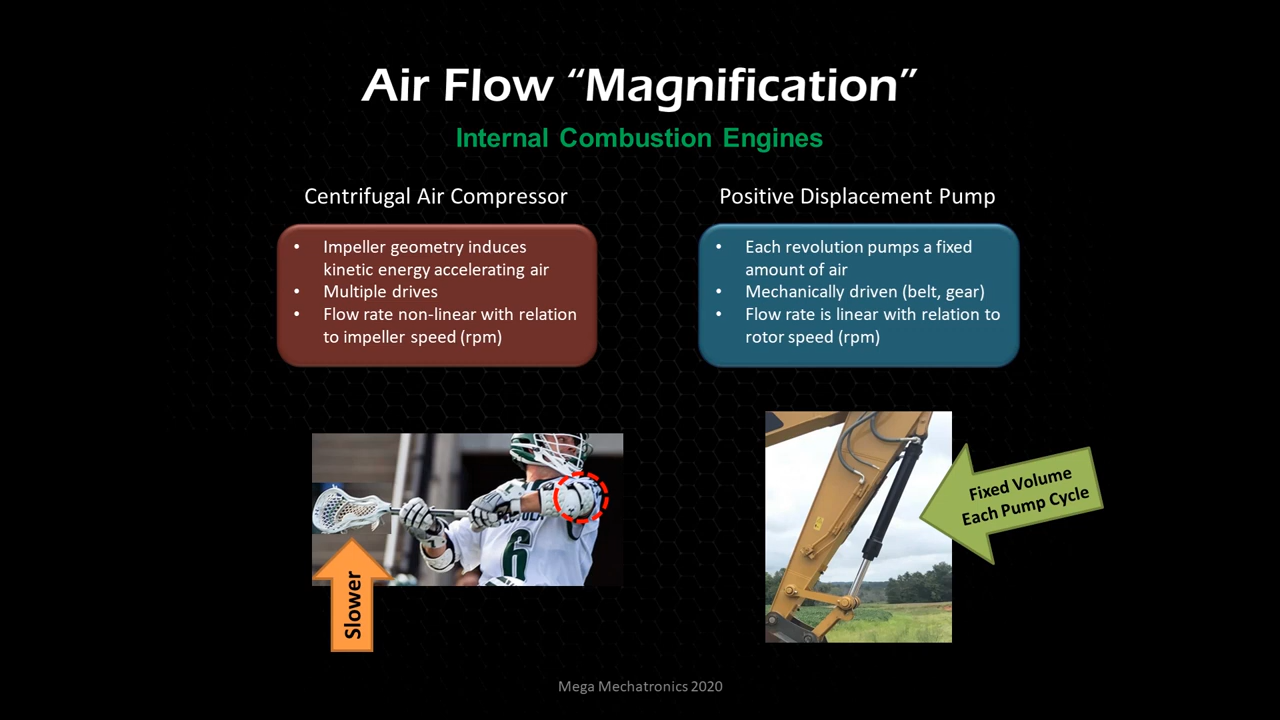 Air Flow “Magnification”
Internal Combustion Engines
Centrifugal Air Compressor
• Impeller geometry induces
kinetic energy accelerating air
• Multiple drives
• Flow rate non-linear with relation
to impeller speed (rpm)
Positive Displacement Pump
• Each revolution pumps a fixed
amount of air
• Mechanically driven (belt, gear)
• Flow rate is linear with relation to
rotor speed (rpm)
6
Slower
Fixed Volume
Each Pump Cycle
Mega Mechatronics 2020